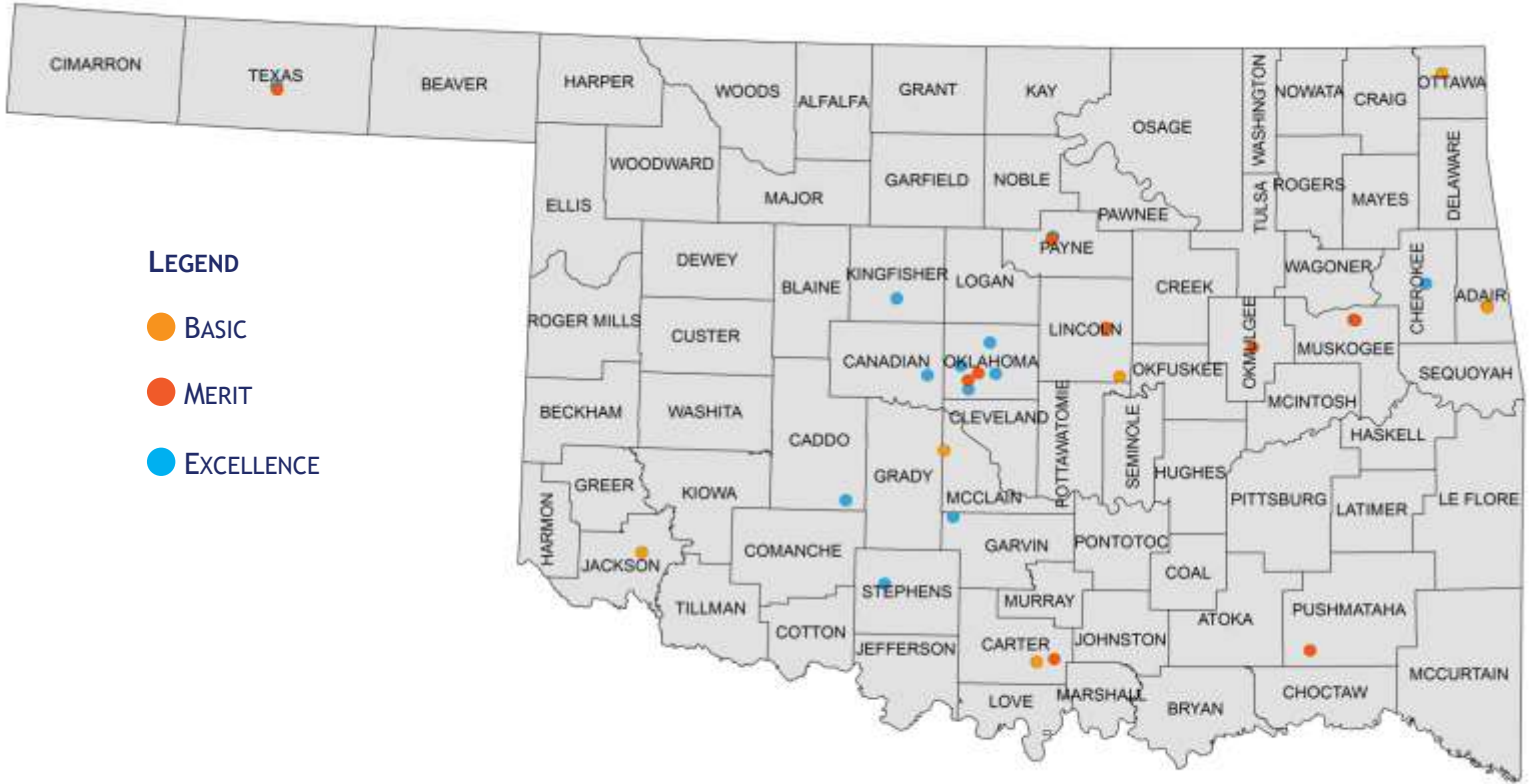 CIMARRON
TEXAS
BEAVER
HARPER
WOODS
ALFALFA
GRANT
KAY
OSAGE
WASHINGTON
NOWATA
CRAIG
OTTAWA
WOODWARD
ELLIS
MAJOR
GARFIELD
NOBLE
PAWNEE
TULSA
ROGERS
MAYES
DELAWARE
LEGEND
BASIC
MERIT
EXCELLENCE
DEWEY
BLAINE
KINGFISHER
LOGAN
PAYNE
CREEK
WAGONER
CHEROKEE
ADAIR
ROGER MILLS
CUSTER
CANADIAN
OKLAHOMA
LINCOLN
OKFUSKEE
OKMULGEE
MUSKOGEE
SEQUOYAH
BECKHAM
WASHITA
CADDO
GRADY
CLEVELAND
POTTAWATOMIE
SEMINOLE
HUGHES
MCINTOSH
HASKELL
HARMON
GREER
KIOWA
MCCLAIN
PITTSBURG
LATIMER
LE FLORE
JACKSON
COMANCHE
GARVIN
PONTOTOC
COAL
TILLMAN
COTTON
STEPHENS
MURRAY
JOHNSTON
ATOKA
PUSHMATAHA
JEFFERSON
CARTER
LOVE
MARSHALL
BRYAN
CHOCTAW
MCCURTAIN